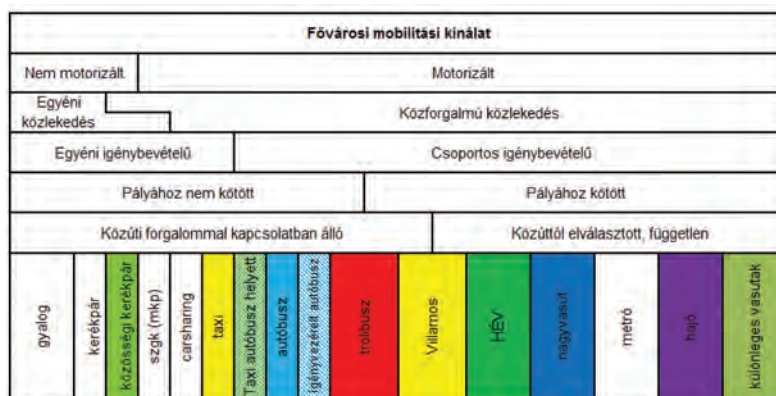 Fővárosi mobilitási kínálat
Nem motorizált
Motorizált
Egyéni
közlekedés
Közforgalmú közlekedés
Egyéni igénybevételű
Csoportos igénybevételű
Pályához nem kötött
Pályához kötött
Közúti forgalommal kapcsolatban álló
Közúttól elválasztott, független
gyalog
kerékpár
közösségi kerékpár
szgk (mkp)
carsharing
taxi
Taxi autóbusz helyett
autóbusz
igényvezérelt autóbusz
trolibusz
Villamos
HÉV
nagyvasút
metró
hajó
különleges vasutak